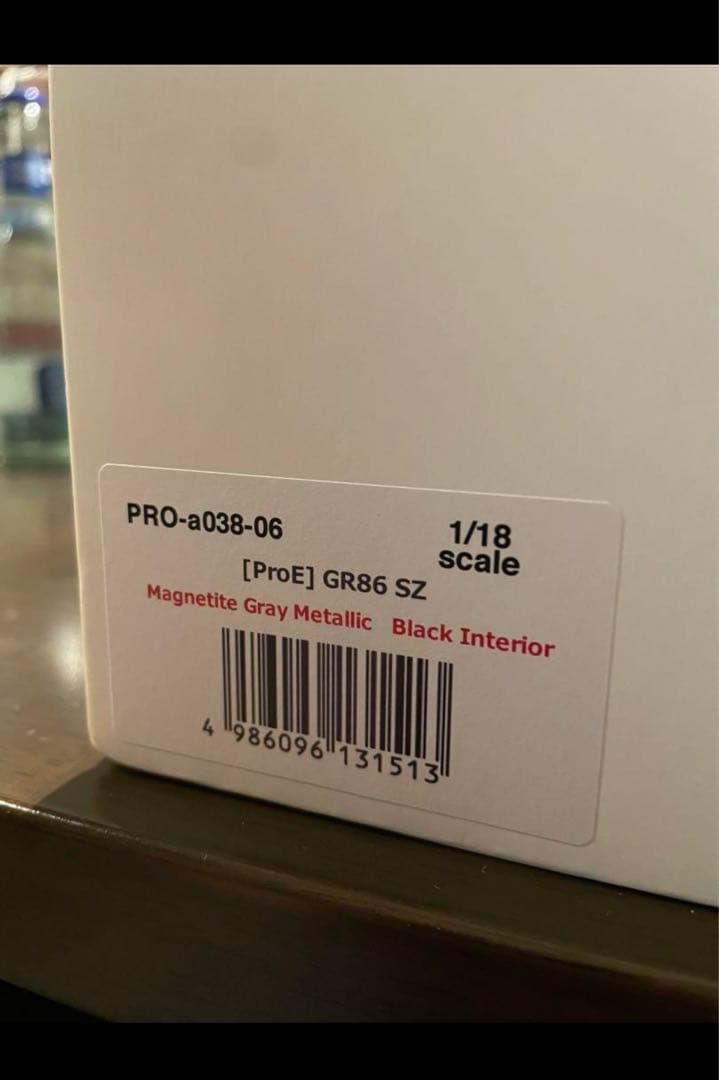 PRO-a038-06
1/18
scale
[ProE] GR86 SZ
Magnetite Gray Metallic Black Interior
4 986096 131513